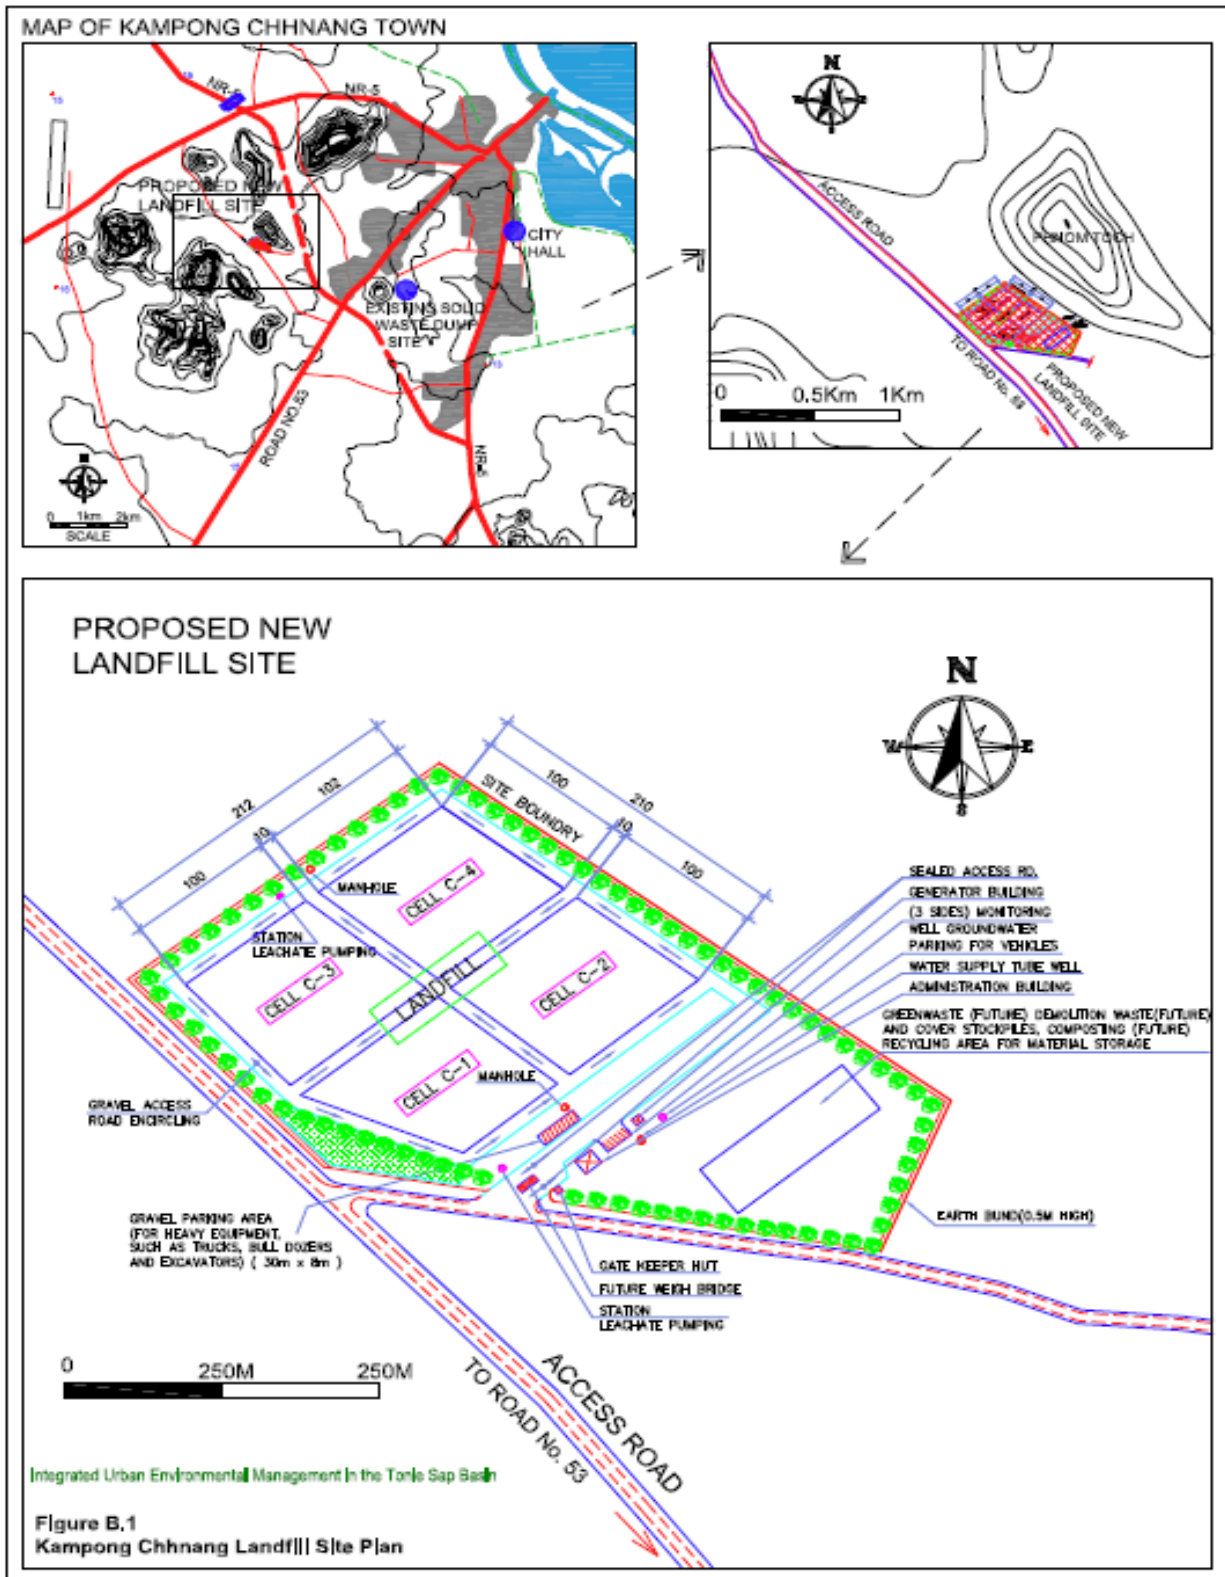 MAP OF KAMPONG CHHNANG TOWN
NR-5
NR-5
PROPOSED NEW
LANDFILL SITE
CITY
HALL
EXISTING SOLID
WASTE DUMP
SITE
ROAD NO.53
NR-5
0 1km 2km
SCALE
N
ACCESS ROAD
PHNOM TOCH
TO ROAD No. 53
PROPOSED NEW
LANDFILL SITE
0 0.5Km 1Km
PROPOSED NEW
LANDFILL SITE
N
W E
S
212
102
10
100
100
210
10
100
SITE BOUNDRY
MANHOLE
CELL C-4
STATION
LEACHATE PUMPING
CELL C-3
LANDFILL
CELL C-2
CELL C-1
MANHOLE
SEALED ACCESS RD.
GENERATOR BUILDING
(3 SIDES) MONITORING
WELL GROUNDWATER
PARKING FOR VEHICLES
WATER SUPPLY TUBE WELL
ADMINISTRATION BUILDING
GREENWASTE (FUTURE) DEMOLITION WASTE(FUTURE)
AND COVER STOCKPILES, COMPOSTING (FUTURE)
RECYCLING AREA FOR MATERIAL STORAGE
GRAVEL ACCESS
ROAD ENCIRCLING
GRAVEL PARKING AREA
(FOR HEAVY EQUIPMENT,
SUCH AS TRUCKS, BULL DOZERS
AND EXCAVATORS) ( 30m x 8m )
EARTH BUND(0.5M HIGH)
GATE KEEPER HUT
FUTURE WEIGH BRIDGE
STATION
LEACHATE PUMPING
0 250M 250M
ACCESS ROAD
TO ROAD No. 53
Integrated Urban Environmental Management in the Tonle Sap Basin
Figure B.1
Kampong Chhnang Landfill Site Plan